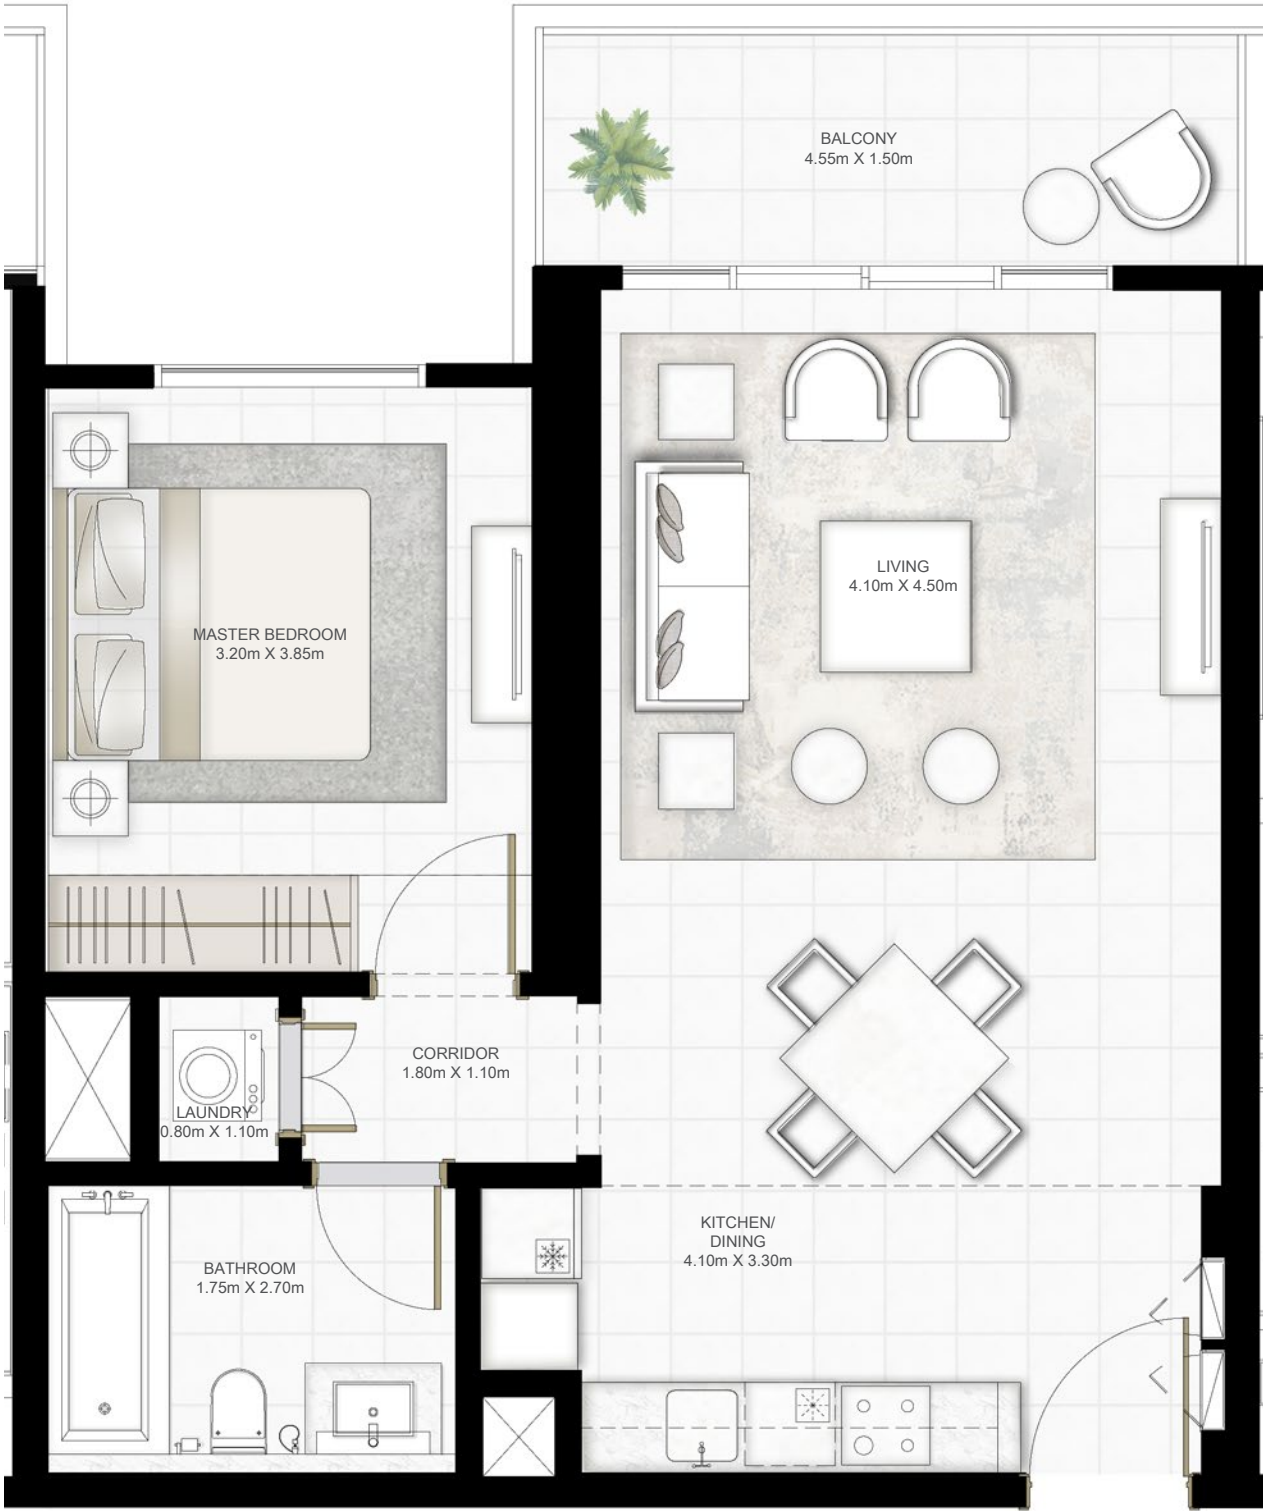 BALCONY
4.55m X 1.50m
LIVING
4.10m X 4.50m
MASTER BEDROOM
3.20m X 3.85m
CORRIDOR
1.80m X 1.10m
LAUNDRY
0.80m X 1.10m
KITCHEN/
DINING
4.10m X 3.30m
BATHROOM
1.75m X 2.70m